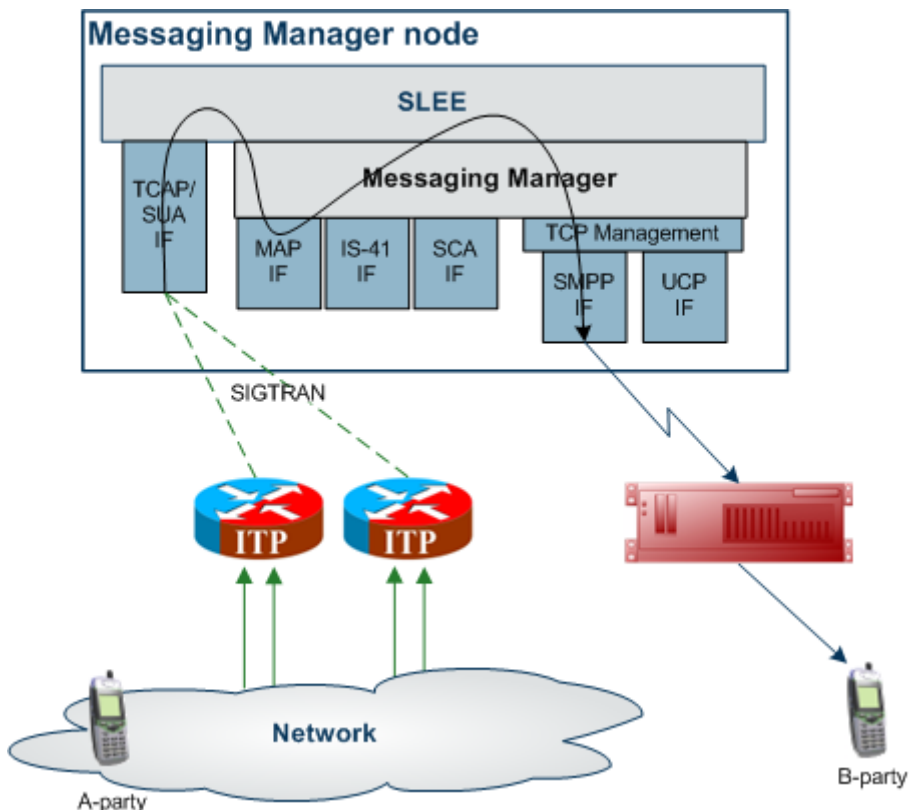 Messaging Manager node
SLEE
TCAP/
SUA
IF
Messaging Manager
MAP
IF
IS-41
IF
SCA
IF
TCP Management
SMPP
IF
UCP
IF
SIGTRAN
ITP
ITP
Network
A-party
B-party